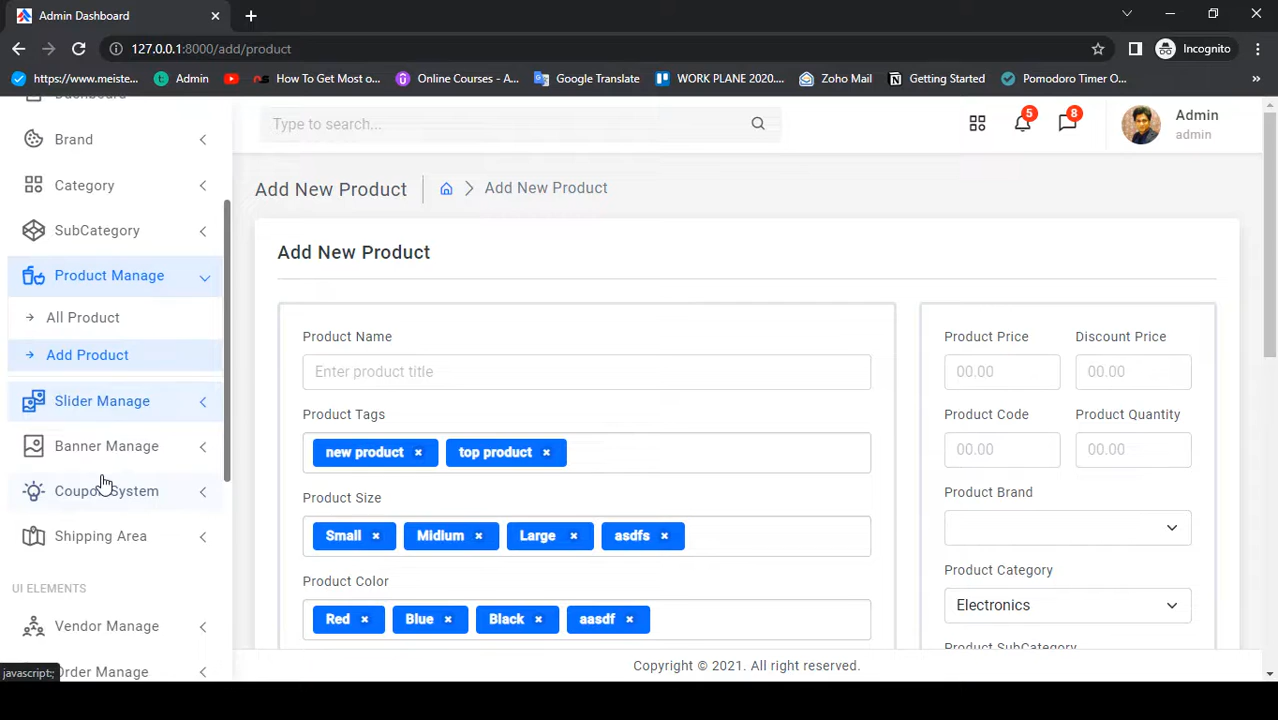 Admin Dashboard
127.0.0.1:8000/add/product
Incognito
https://www.meiste...
Admin
How To Get Most o...
Online Courses - A...
Google Translate
WORK PLANE 2020....
Zoho Mail
Getting Started
Pomodoro Timer O...
Dashboard
Brand
Category
SubCategory
Product Manage
All Product
Add Product
Slider Manage
Banner Manage
Coupon System
Shipping Area
UI ELEMENTS
Vendor Manage
Order Manage
javascript:;
Type to search...
5
8
Admin
admin
Add New Product
Add New Product
Add New Product
Product Name
Enter product title
Product Tags
new product × top product ×
Product Size
Small × Midium × Large × asdfs ×
Product Color
Red × Blue × Black × aasdf ×
Product Price Discount Price
00.00 00.00
Product Code Product Quantity
00.00 00.00
Product Brand
Product Category
Electronics
Product SubCategory
Copyright © 2021. All right reserved.